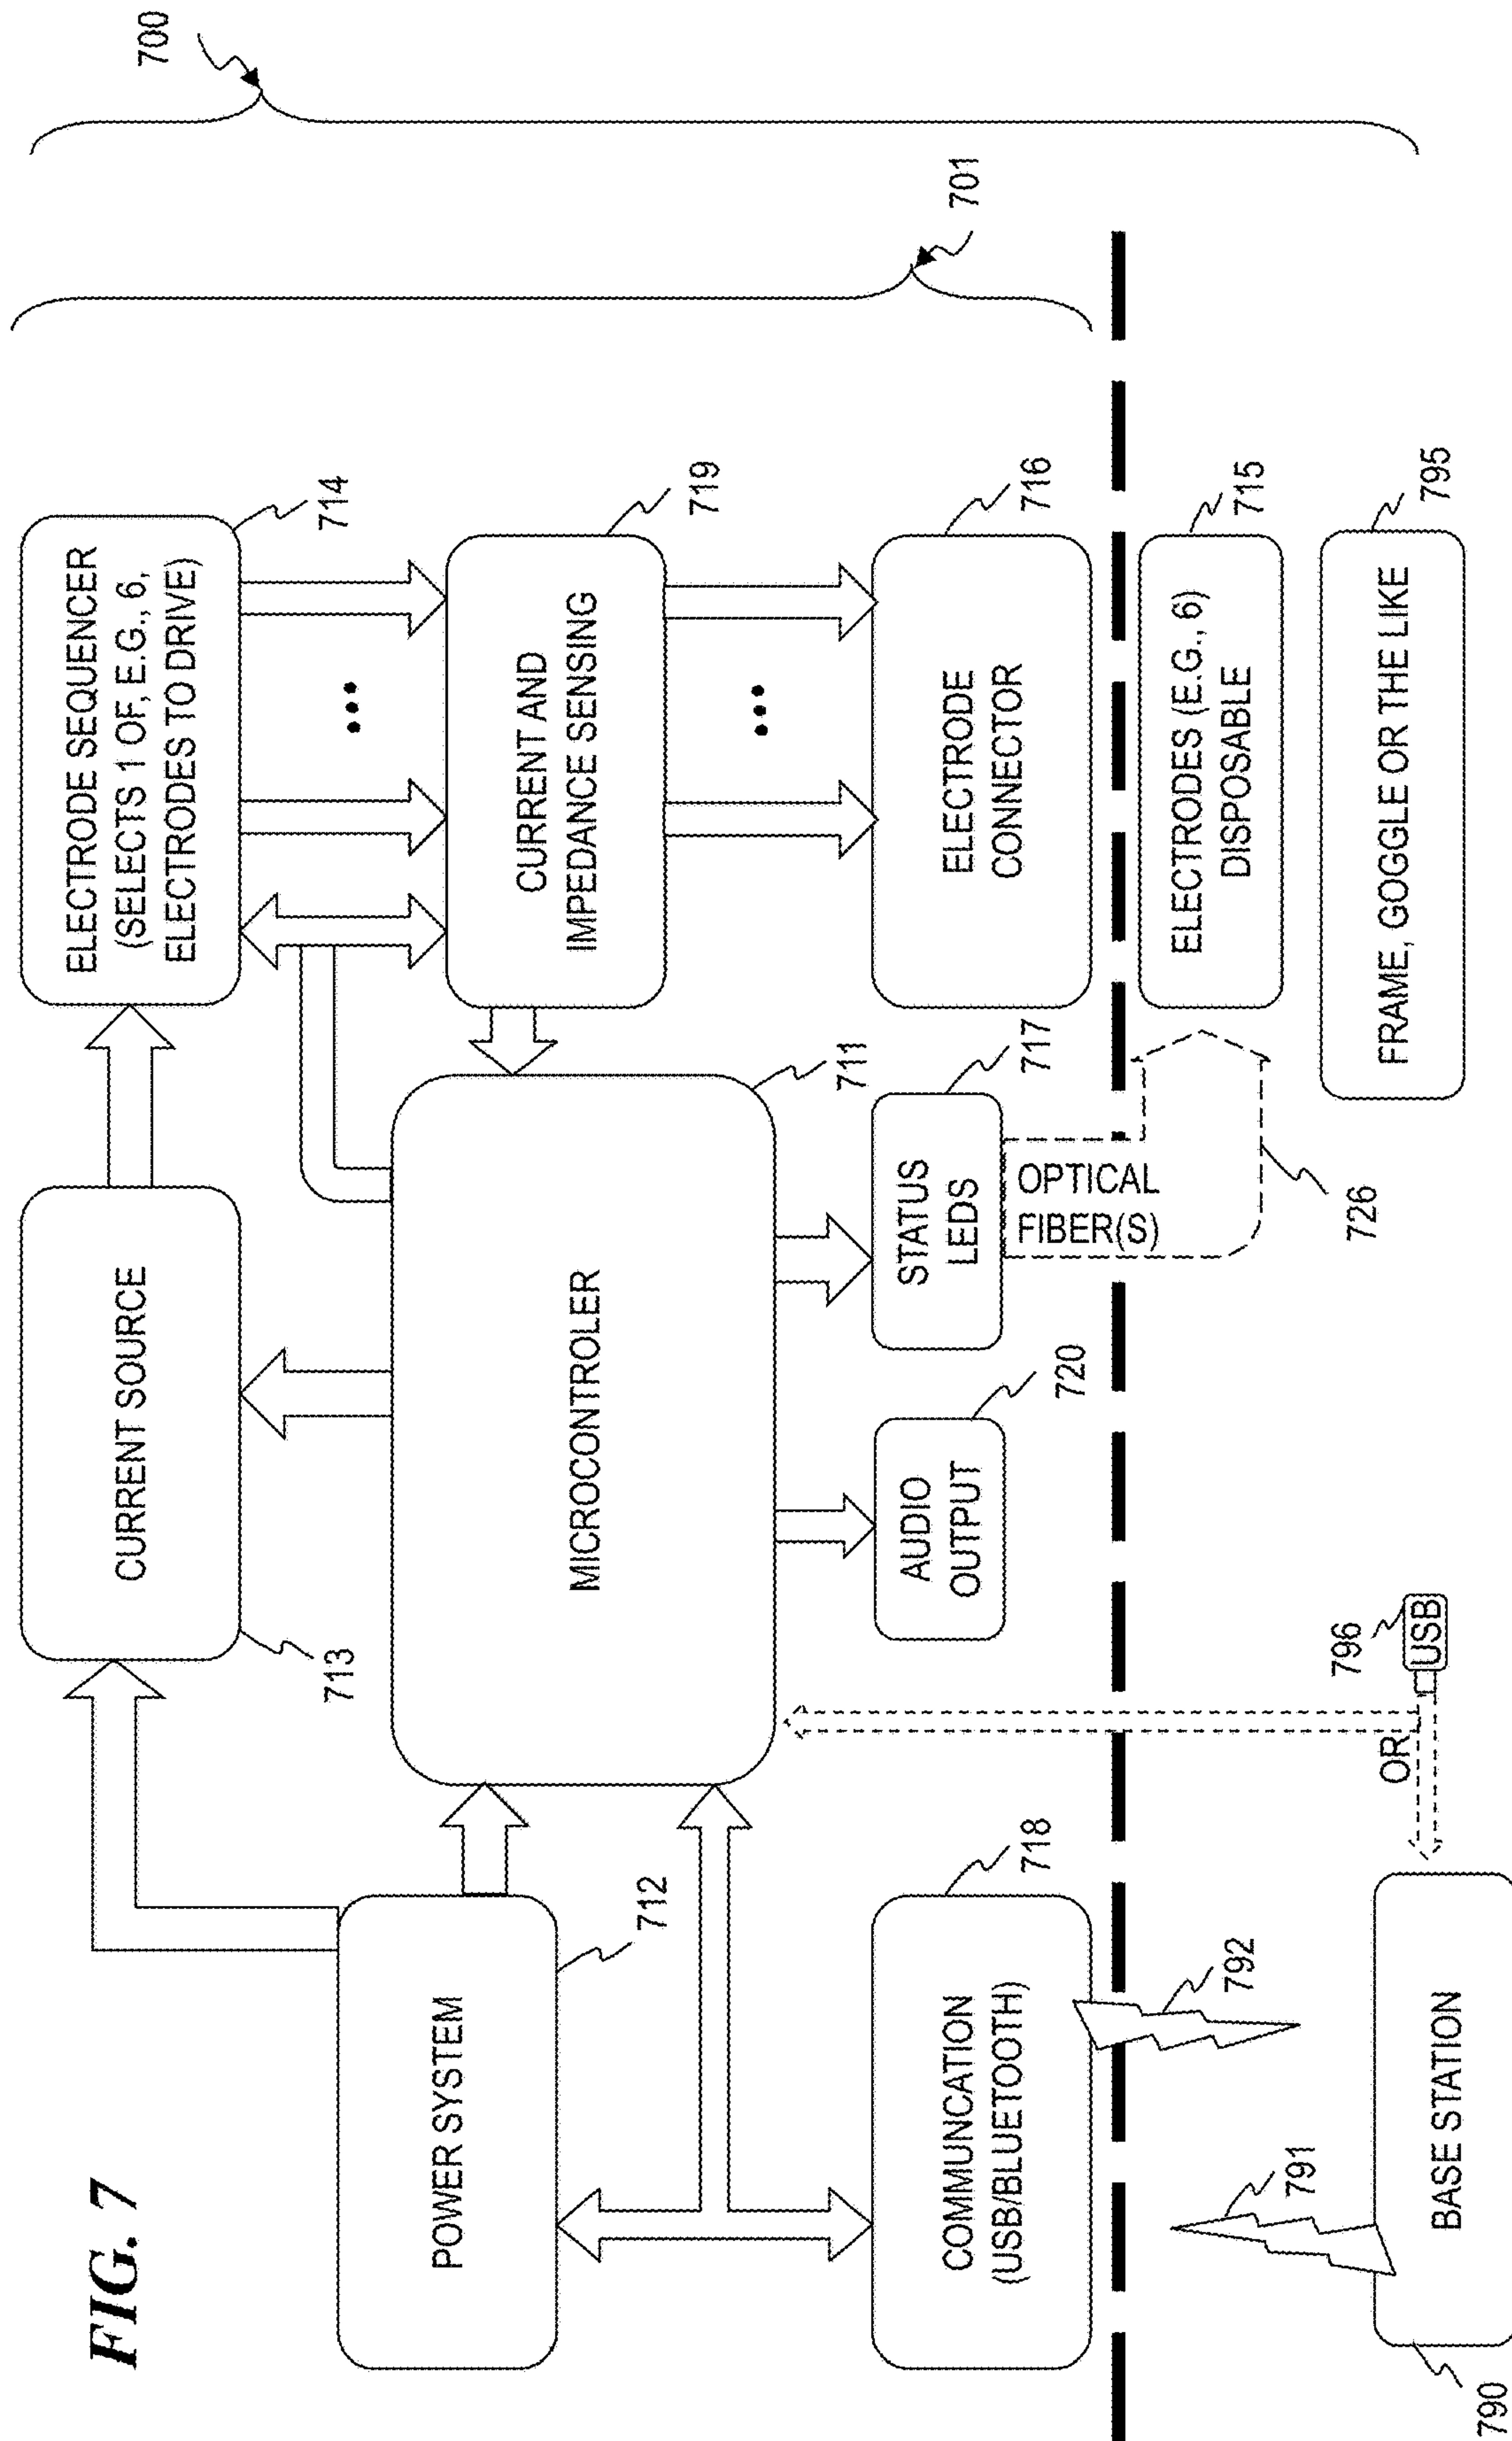 FIG. 7
700
701
CURRENT SOURCE
713
ELECTRODE SEQUENCER
(SELECTS 1 OF, E.G., 6,
ELECTRODES TO DRIVE)
714
POWER SYSTEM
712
MICROCONTROLER
711
CURRENT AND
IMPEDANCE SENSING
719
COMMUNCATION
(USB/BLUETOOTH)
718
AUDIO
OUTPUT
720
STATUS
LEDS
717
ELECTRODE
CONNECTOR
716
OPTICAL
FIBER(S)
726
ELECTRODES (E.G., 6)
DISPOSABLE
715
791
792
OR
796
USB
BASE STATION
790
FRAME, GOGGLE OR THE LIKE
795